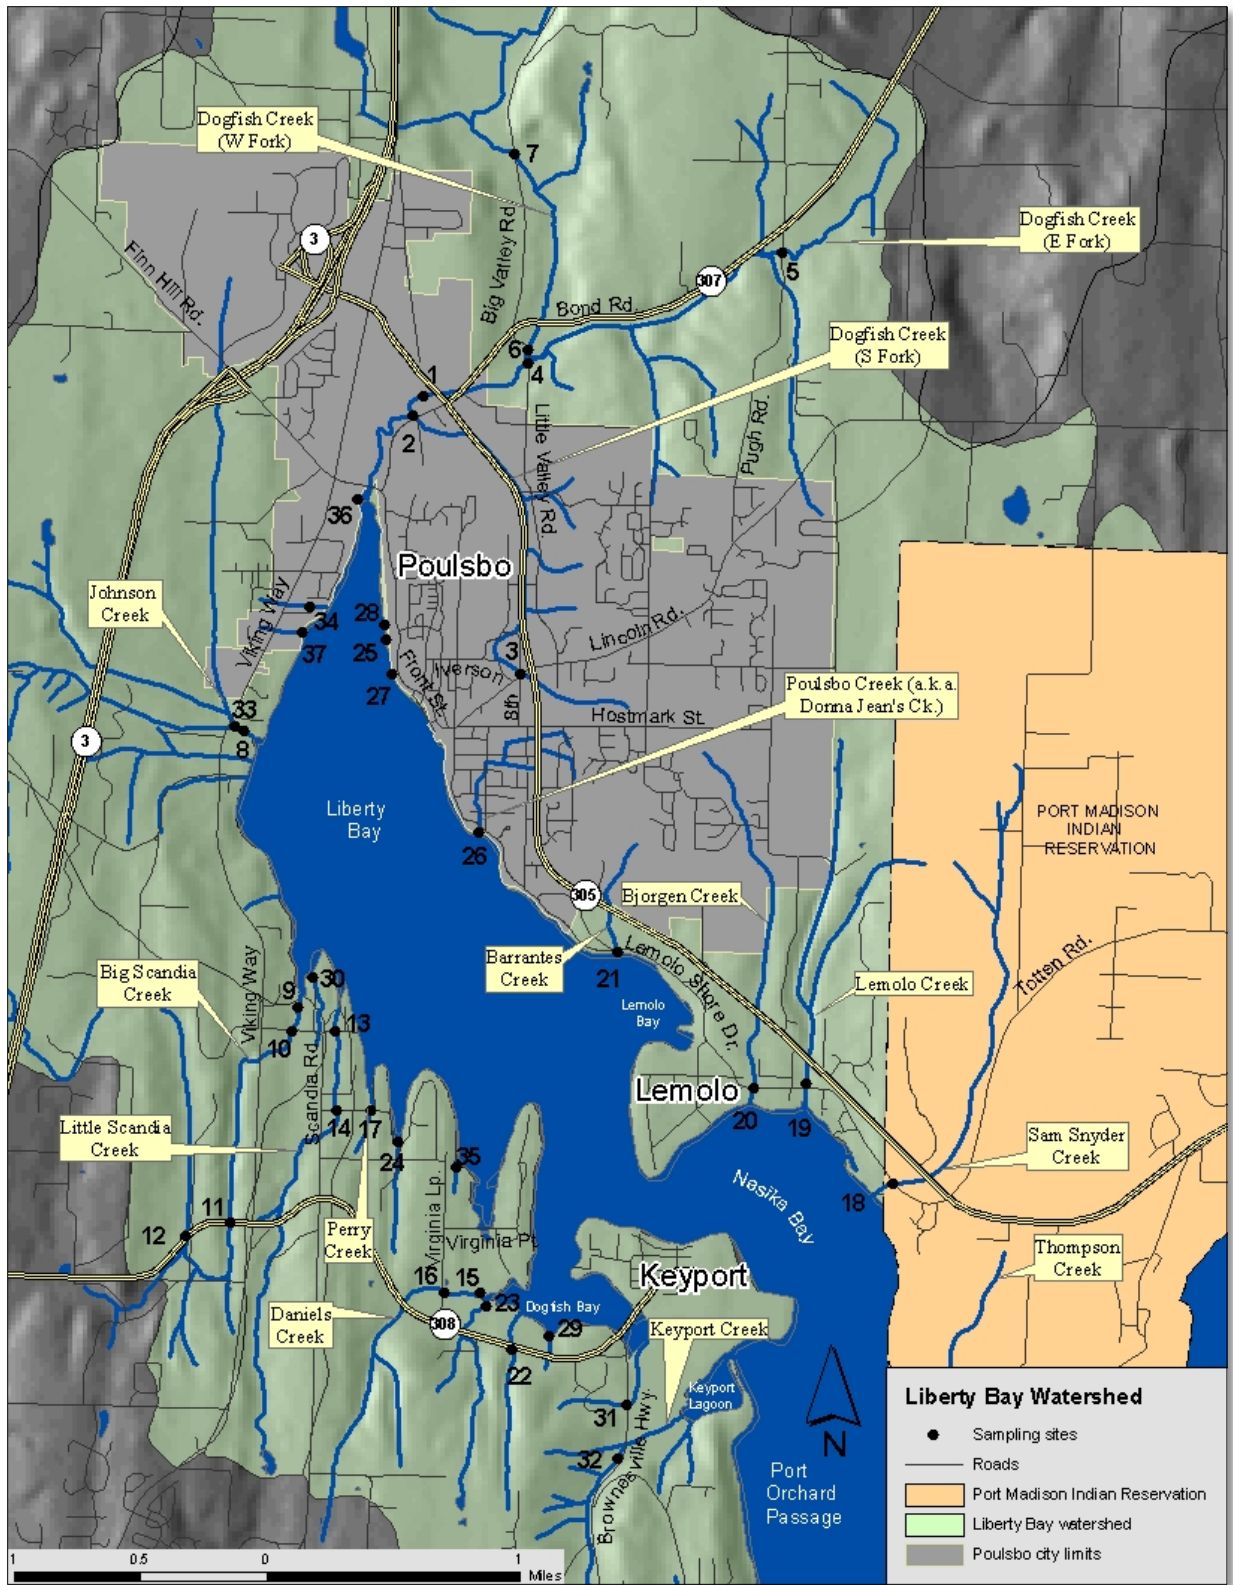 Dogfish Creek
(W Fork)
7
3
Dogfish Creek
(E Fork)
Finn Hill Rd.
Big Valley Rd
5
307
Bond Rd.
Dogfish Creek
(S Fork)
6
4
1
2
Little Valley Rd
Pugh Rd.
36
Poulsbo
Johnson
Creek
Viking Way
34
37
28
25
27
Front St.
Iverson
3
8th
Lincoln Rd.
Hostmark St.
Poulsbo Creek (a.k.a.
Donna Jean's Ck.)
33
8
3
Liberty
Bay
26
PORT MADISON
INDIAN
RESERVATION
305
Bjorgen Creek
Barrantes
Creek
21
Lemolo Shore Dr.
Lemolo
Bay
Lemolo Creek
Totten Rd.
Big Scandia
Creek
Viking Way
9
30
10
13
Scandia Rd
Lemolo
20
19
Little Scandia
Creek
14
17
24
35
Sam Snyder
Creek
18
Nasika Bay
11
12
Perry
Creek
Virginia Lp.
Virginia Pt.
Thompson
Creek
Keyport
16
15
23
Dogfish Bay
29
Daniels
Creek
308
22
Keyport Creek
Keyport
Lagoon
31
32
Brownesville Hwy.
N
Port
Orchard
Passage
Liberty Bay Watershed
Sampling sites
Roads
Port Madison Indian Reservation
Liberty Bay watershed
Poulsbo city limits
1 0.5 0 1
Miles